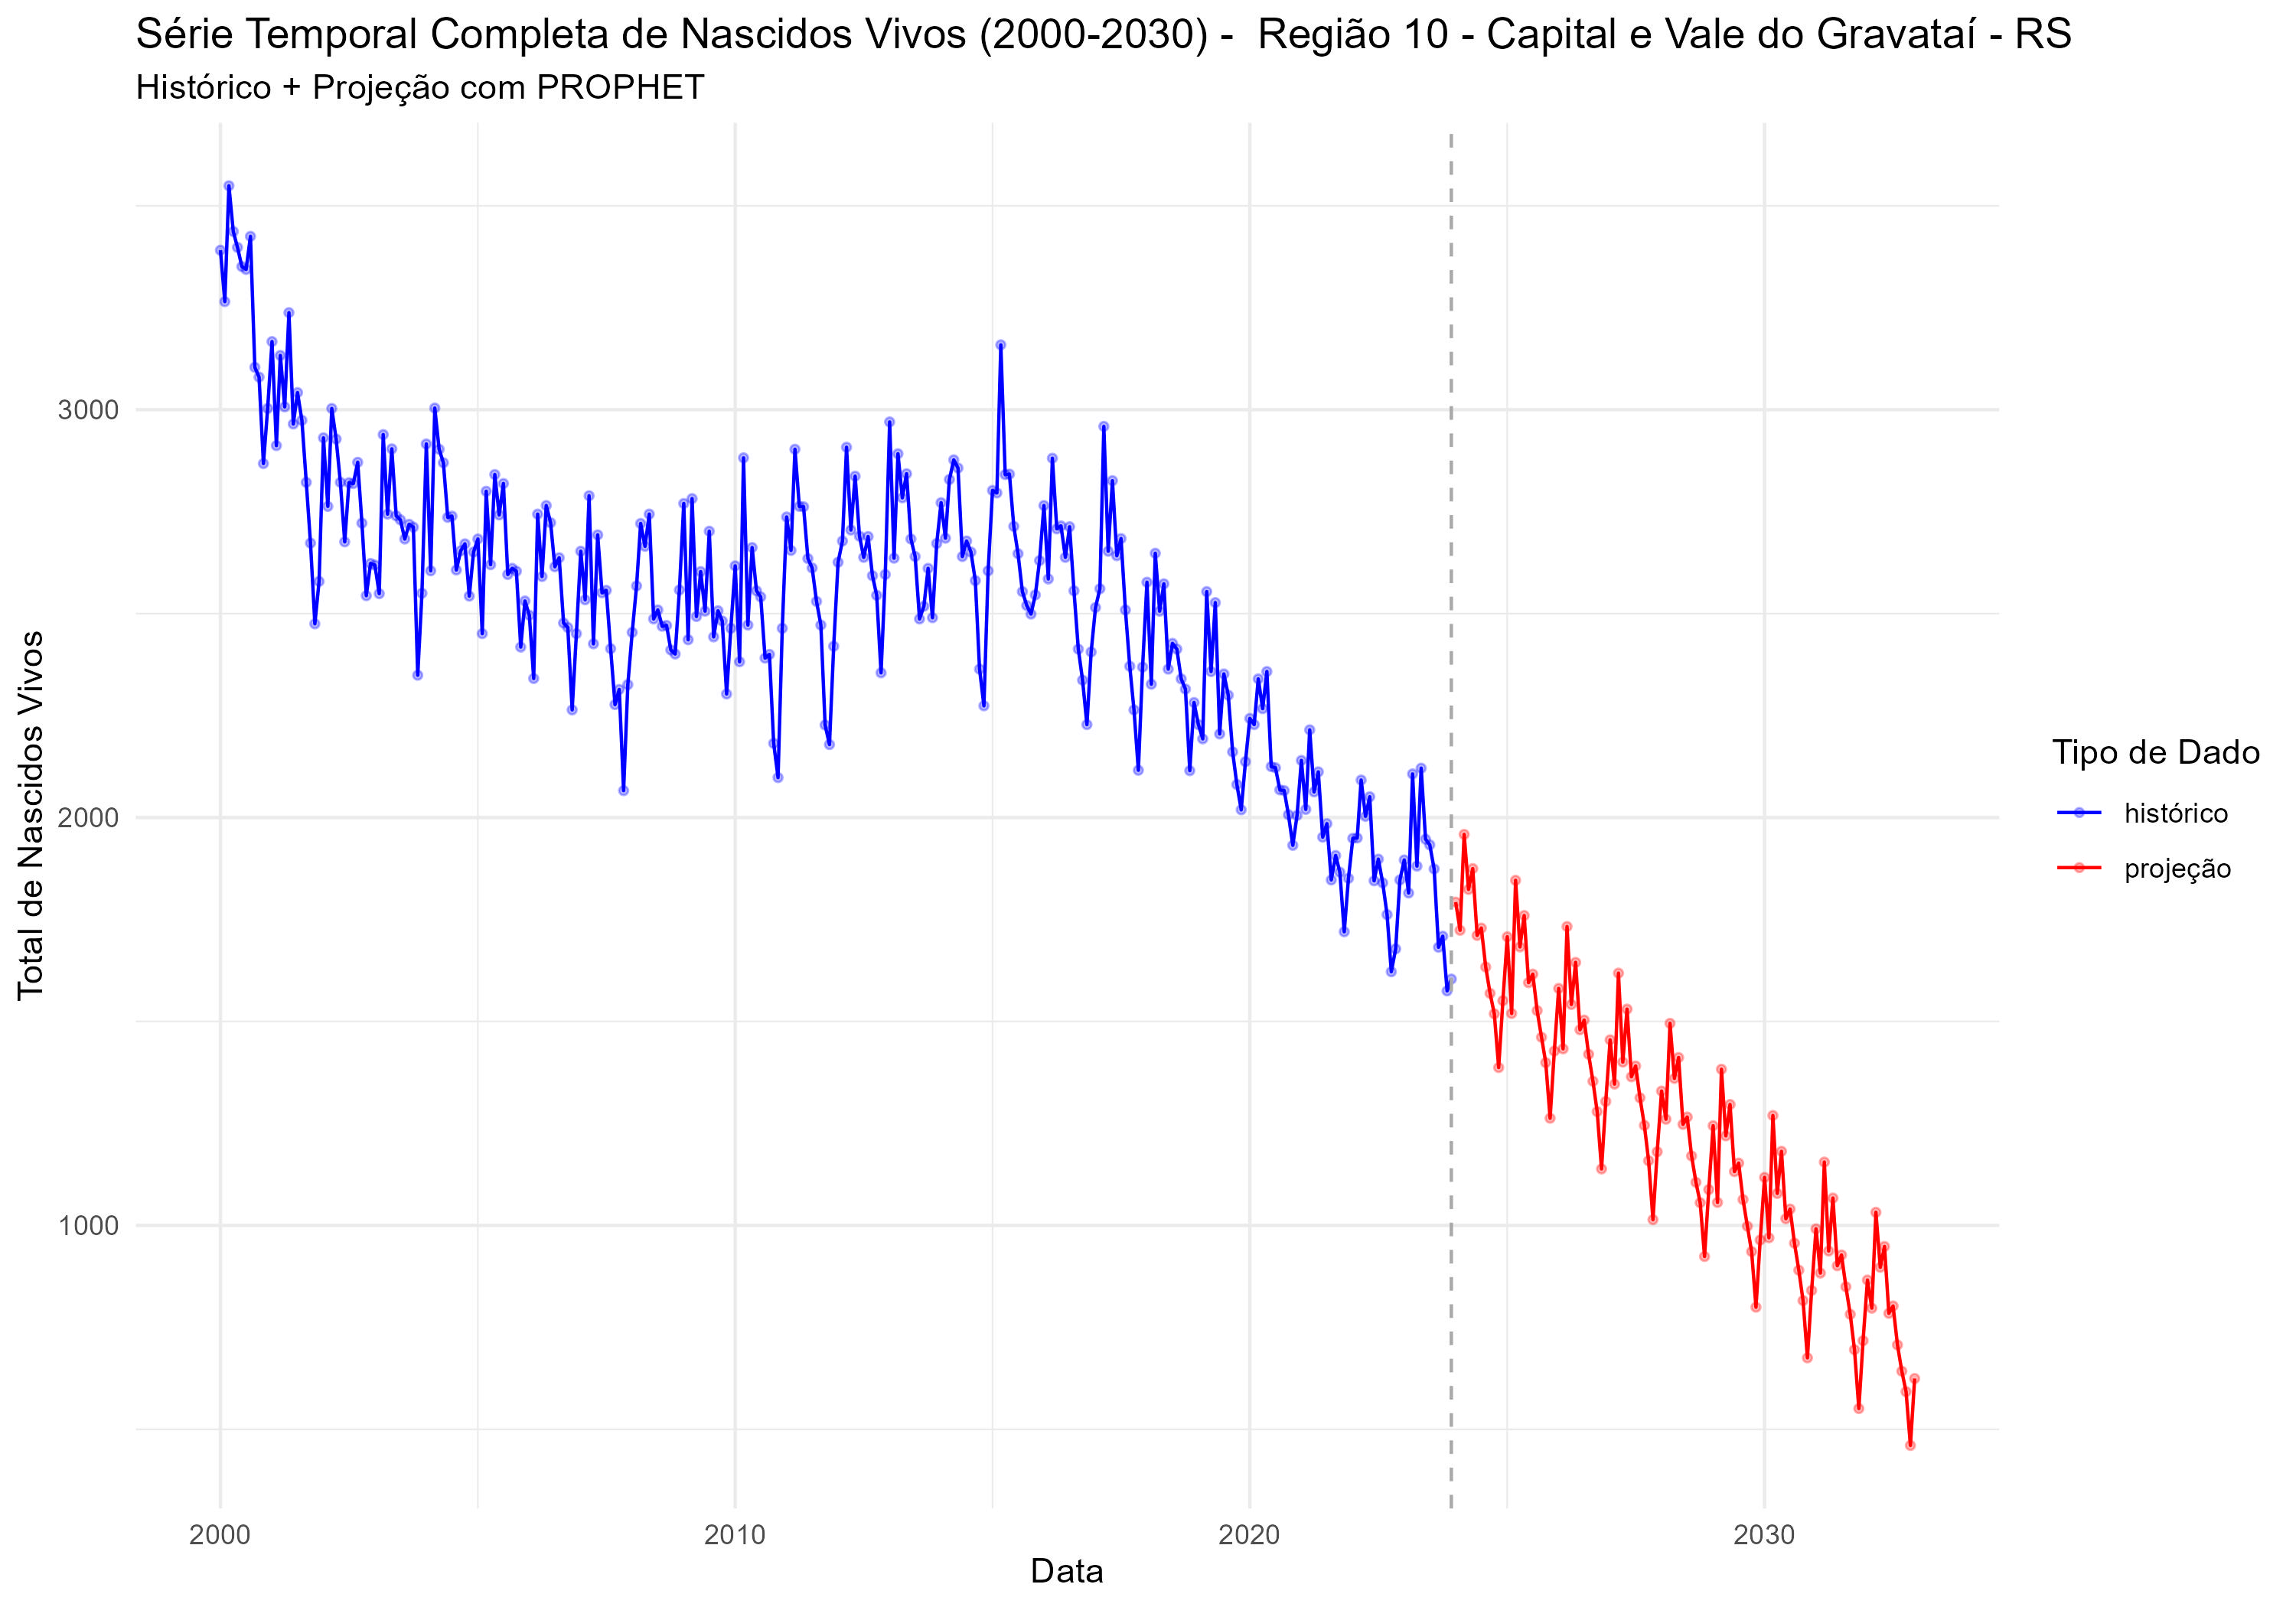 Série Temporal Completa de Nascidos Vivos (2000-2030) -  Região 10 - Capital e Vale do Gravataí - RS
Histórico + Projeção com PROPHET
Total de Nascidos Vivos
3000
2000
1000
2000
2010
2020
2030
Data
Tipo de Dado
histórico
projeção